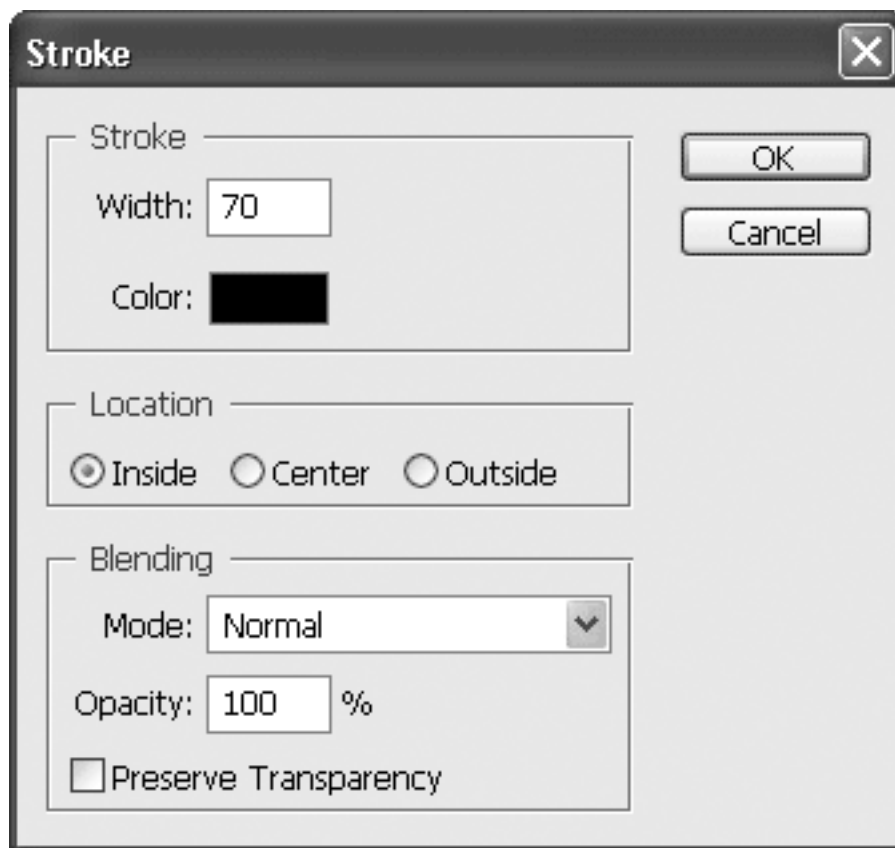 Stroke
Stroke
Width: 70
Color:
OK
Cancel
Location
Inside Center Outside
Blending
Mode: Normal
Opacity: 100 %
Preserve Transparency